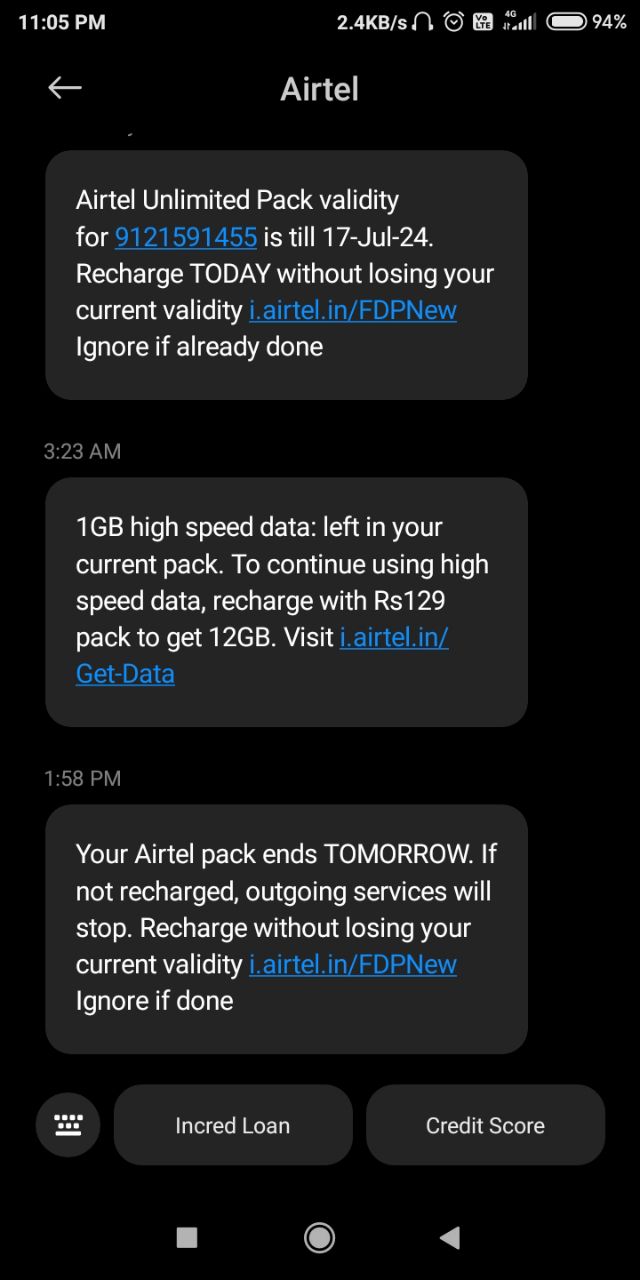 11:05 PM 2.4KB/s Vo LTE 4G 94%
Airtel
Airtel Unlimited Pack validity
for 9121591455 is till 17-Jul-24.
Recharge TODAY without losing your
current validity i.airtel.in/FDPNew
Ignore if already done
3:23 AM
1GB high speed data: left in your
current pack. To continue using high
speed data, recharge with Rs129
pack to get 12GB. Visit i.airtel.in/
Get-Data
1:58 PM
Your Airtel pack ends TOMORROW. If
not recharged, outgoing services will
stop. Recharge without losing your
current validity i.airtel.in/FDPNew
Ignore if done
Incred Loan Credit Score